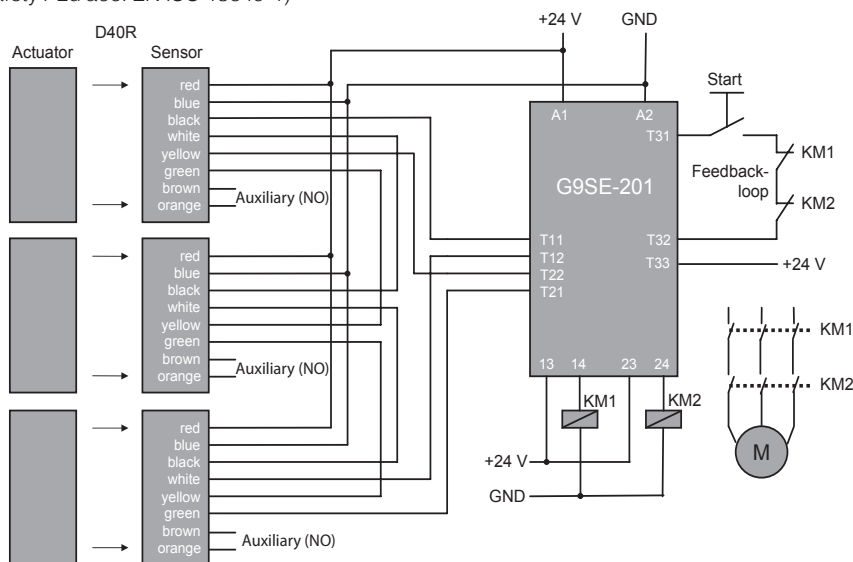 D40R
Actuator
Sensor
red
blue
black
white
yellow
green
brown
orange
Auxiliary (NO)
red
blue
black
white
yellow
green
brown
orange
Auxiliary (NO)
red
blue
black
white
yellow
green
brown
orange
Auxiliary (NO)
+24 V
GND
A1
A2
T31
G9SE-201
T11
T12
T22
T21
T32
T33
13
14
23
24
Start
Feedback-
loop
KM1
KM2
+24 V
KM1
KM2
+24 V
GND
KM1
KM2
M